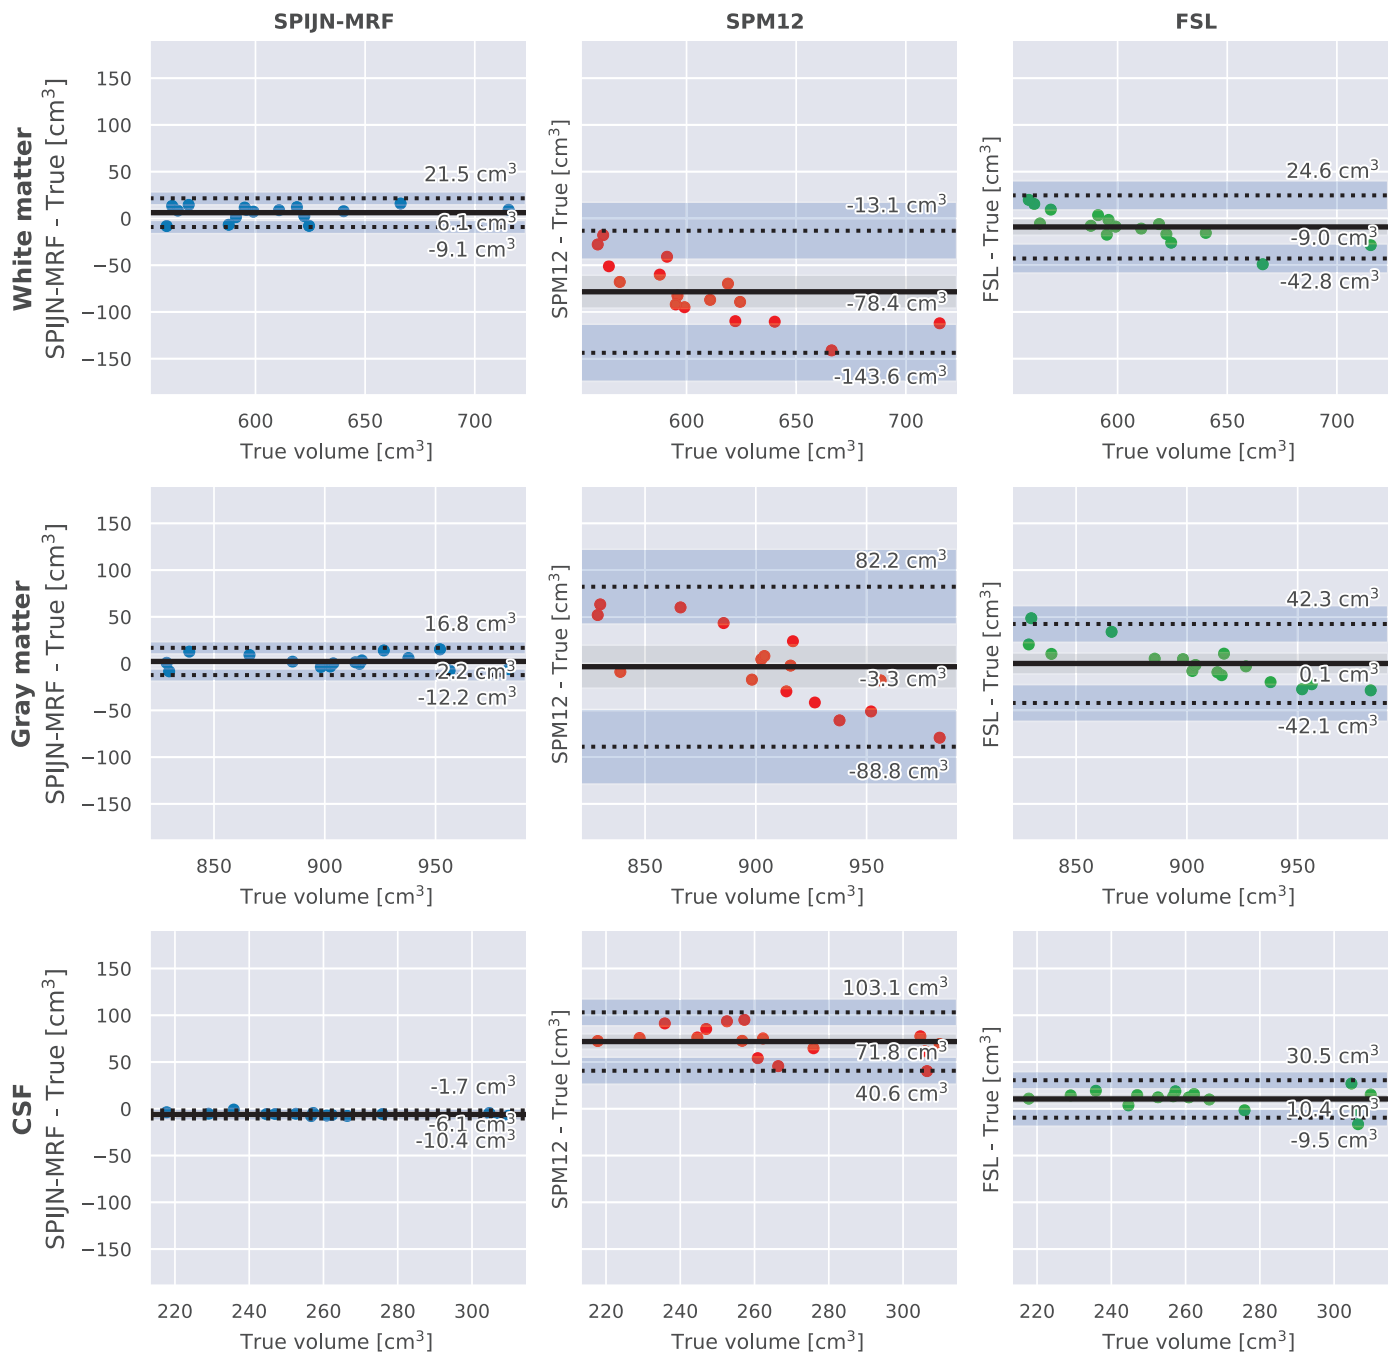 SPIJN-MRF
SPM12
FSL
White matter
SPIJN-MRF - True [cm³]
150
100
50
0
−50
−100
−150
21.5 cm³
6.1 cm³
-9.1 cm³
600
700
True volume [cm³]
SPM12 - True [cm³]
-13.1 cm³
-78.4 cm³
-143.6 cm³
600
650
700
True volume [cm³]
FSL - True [cm³]
24.6 cm³
-9.0 cm³
-42.8 cm³
600
700
True volume [cm³]
Gray matter
SPIJN-MRF - True [cm³]
150
100
50
0
−50
−100
−150
16.8 cm³
2.2 cm³
-12.2 cm³
850
900
950
True volume [cm³]
SPM12 - True [cm³]
82.2 cm³
-3.3 cm³
-88.8 cm³
850
900
950
True volume [cm³]
FSL - True [cm³]
42.3 cm³
0.1 cm³
-42.1 cm³
850
900
950
True volume [cm³]
CSF
SPIJN-MRF - True [cm³]
150
100
50
0
−50
−100
−150
-1.7 cm³
-6.1 cm³
-10.4 cm³
220
240
260
280
300
True volume [cm³]
SPM12 - True [cm³]
103.1 cm³
71.8 cm³
40.6 cm³
220
240
260
280
300
True volume [cm³]
FSL - True [cm³]
30.5 cm³
10.4 cm³
-9.5 cm³
220
240
260
280
300
True volume [cm³]